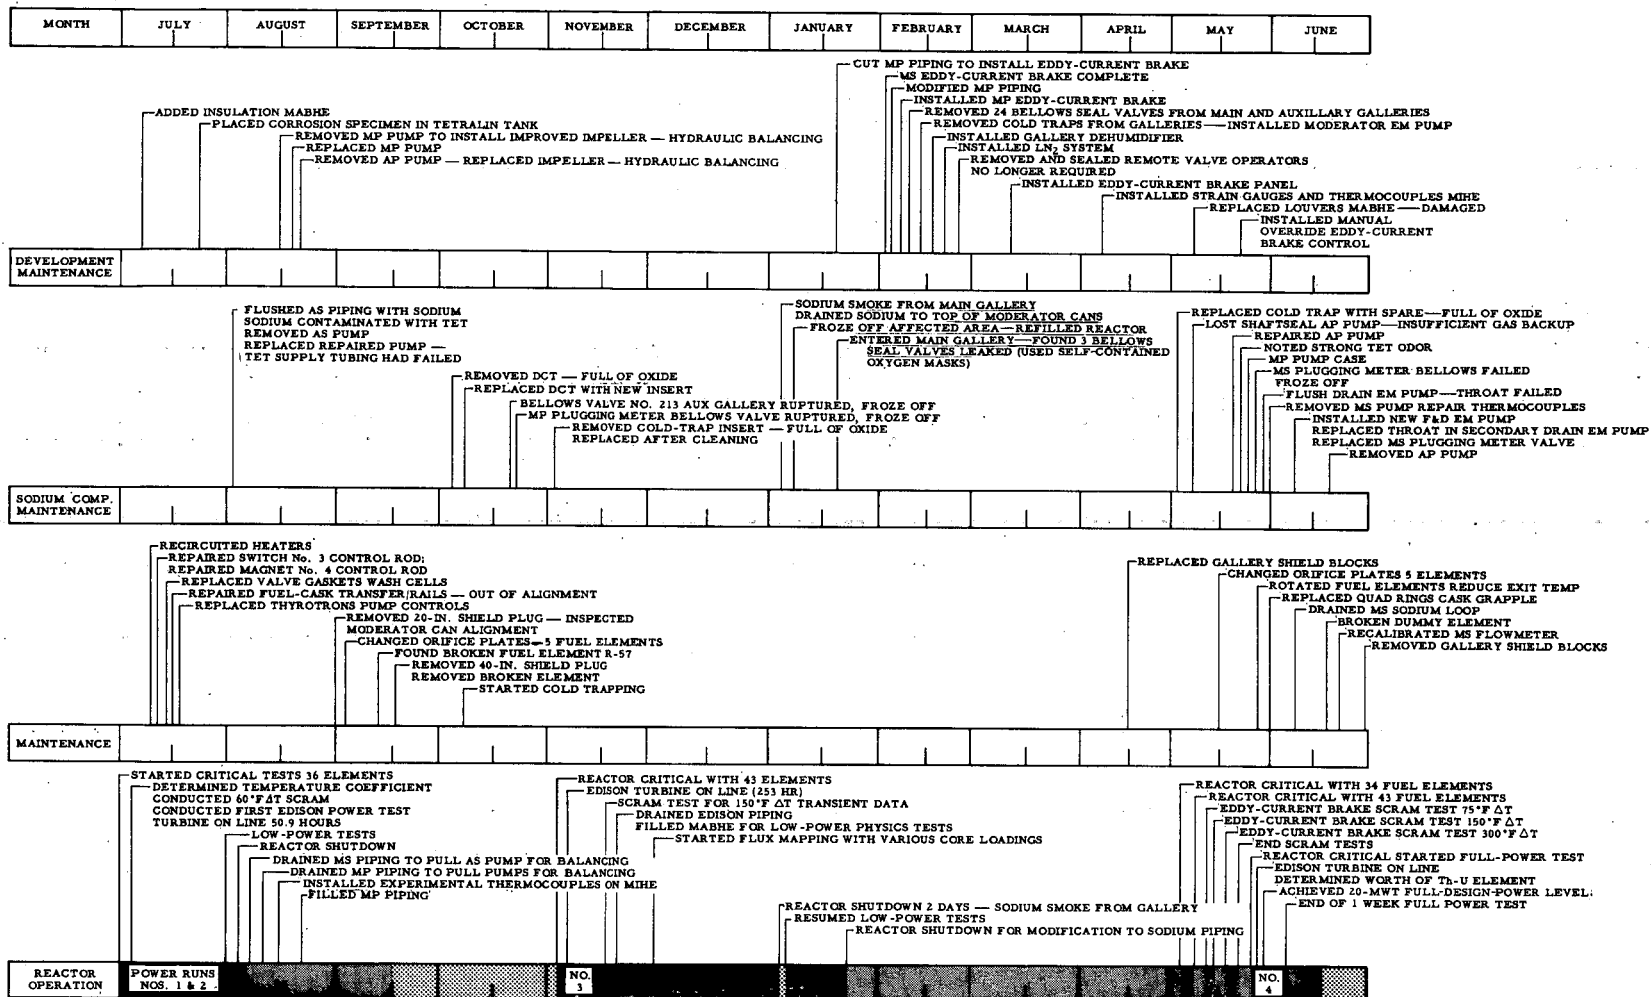 MONTH JULY AUGUST SEPTEMBER OCTOBER NOVEMBER DECEMBER JANUARY FEBRUARY MARCH APRIL MAY JUNE
ADDED INSULATION MABHE
PLACED CORROSION SPECIMEN IN TETRALIN TANK
REMOVED MP PUMP TO INSTALL IMPROVED IMPELLER — HYDRAULIC BALANCING
REPLACED MP PUMP
REMOVED AP PUMP — REPLACED IMPELLER — HYDRAULIC BALANCING
CUT MP PIPING TO INSTALL EDDY-CURRENT BRAKE
MS EDDY-CURRENT BRAKE COMPLETE
MODIFIED MP PIPING
INSTALLED MP EDDY-CURRENT BRAKE
REMOVED 24 BELLOWS SEAL VALVES FROM MAIN AND AUXILLARY GALLERIES
REMOVED COLD TRAPS FROM GALLERIES — INSTALLED MODERATOR EM PUMP
INSTALLED GALLERY DEHUMIDIFIER
INSTALLED LN2 SYSTEM
REMOVED AND SEALED REMOTE VALVE OPERATORS
NO LONGER REQUIRED
INSTALLED EDDY-CURRENT BRAKE PANEL
INSTALLED STRAIN GAUGES AND THERMOCOUPLES MIHE
REPLACED LOUVERS MABHE — DAMAGED
INSTALLED MANUAL
OVERRIDE EDDY-CURRENT
BRAKE CONTROL
DEVELOPMENT
MAINTENANCE
FLUSHED AS PIPING WITH SODIUM
SODIUM CONTAMINATED WITH TET
REMOVED AS PUMP
REPLACED REPAIRED PUMP —
TET SUPPLY TUBING HAD FAILED
REMOVED DCT — FULL OF OXIDE
REPLACED DCT WITH NEW INSERT
BELLOWS VALVE NO. 213 AUX GALLERY RUPTURED, FROZE OFF
MP PLUGGING METER BELLOWS VALVE RUPTURED, FROZE OFF
REMOVED COLD-TRAP INSERT — FULL OF OXIDE
REPLACED AFTER CLEANING
SODIUM SMOKE FROM MAIN GALLERY
DRAINED SODIUM TO TOP OF MODERATOR CANS
FROZE OFF AFFECTED AREA—REFILLED REACTOR
ENTERED MAIN GALLERY—FOUND 3 BELLOWS
SEAL VALVES LEAKED (USED SELF-CONTAINED
OXYGEN MASKS)
REPLACED COLD TRAP WITH SPARE—FULL OF OXIDE
LOST SHAFTSEAL AP PUMP—INSUFFICIENT GAS BACKUP
REPAIRED AP PUMP
NOTED STRONG TET ODOR
MP PUMP CASE
MS PLUGGING METER BELLOWS FAILED
FROZE OFF
FLUSH DRAIN EM PUMP—THROAT FAILED
REMOVED MS PUMP REPAIR THERMOCOUPLES
INSTALLED NEW F&D EM PUMP
REPLACED THROAT IN SECONDARY DRAIN EM PUMP
REPLACED MS PLUGGING METER VALVE
REMOVED AP PUMP
SODIUM COMP.
MAINTENANCE
RECIRCUITED HEATERS
REPAIRED SWITCH No. 3 CONTROL ROD;
REPAIRED MAGNET No. 4 CONTROL ROD
REPLACED VALVE GASKETS WASH CELLS
REPAIRED FUEL-CASK TRANSFER/RAILS — OUT OF ALIGNMENT
REPLACED THYROTRONS PUMP CONTROLS
REMOVED 20-IN. SHIELD PLUG — INSPECTED
MODERATOR CAN ALIGNMENT
CHANGED ORIFICE PLATES—5 FUEL ELEMENTS
FOUND BROKEN FUEL ELEMENT R-57
REMOVED 40-IN. SHIELD PLUG
REMOVED BROKEN ELEMENT
STARTED COLD TRAPPING
REPLACED GALLERY SHIELD BLOCKS
CHANGED ORIFICE PLATES 5 ELEMENTS
ROTATED FUEL ELEMENTS REDUCE EXIT TEMP
REPLACED QUAD RINGS CASK GRAPPLE
DRAINED MS SODIUM LOOP
BROKEN DUMMY ELEMENT
RECALIBRATED MS FLOWMETER
REMOVED GALLERY SHIELD BLOCKS
MAINTENANCE
STARTED CRITICAL TESTS 36 ELEMENTS
DETERMINED TEMPERATURE COEFFICIENT
CONDUCTED 60°F ΔT SCRAM
CONDUCTED FIRST EDISON POWER TEST
TURBINE ON LINE 50.9 HOURS
LOW-POWER TESTS
REACTOR SHUTDOWN
DRAINED MS PIPING TO PULL AS PUMP FOR BALANCING
DRAINED MP PIPING TO PULL PUMPS FOR BALANCING
INSTALLED EXPERIMENTAL THERMOCOUPLES ON MIHE
FILLED MP PIPING
REACTOR CRITICAL WITH 43 ELEMENTS
EDISON TURBINE ON LINE (253 HR)
SCRAM TEST FOR 150°F ΔT TRANSIENT DATA
DRAINED EDISON PIPING
FILLED MABHE FOR LOW-POWER PHYSICS TESTS
STARTED FLUX MAPPING WITH VARIOUS CORE LOADINGS
REACTOR SHUTDOWN 2 DAYS — SODIUM SMOKE FROM GALLERY
RESUMED LOW-POWER TESTS
REACTOR SHUTDOWN FOR MODIFICATION TO SODIUM PIPING
REACTOR CRITICAL WITH 34 FUEL ELEMENTS
REACTOR CRITICAL WITH 43 FUEL ELEMENTS
EDDY-CURRENT BRAKE SCRAM TEST 75°F ΔT
EDDY-CURRENT BRAKE SCRAM TEST 150°F ΔT
EDDY-CURRENT BRAKE SCRAM TEST 300°F ΔT
END SCRAM TESTS
REACTOR CRITICAL STARTED FULL-POWER TEST
EDISON TURBINE ON LINE
DETERMINED WORTH OF Th-U ELEMENT
ACHIEVED 20-MWT FULL-DESIGN-POWER LEVEL
END OF 1 WEEK FULL POWER TEST
REACTOR
OPERATION
POWER RUNS
NOS. 1 & 2
NO.
3
NO.
4